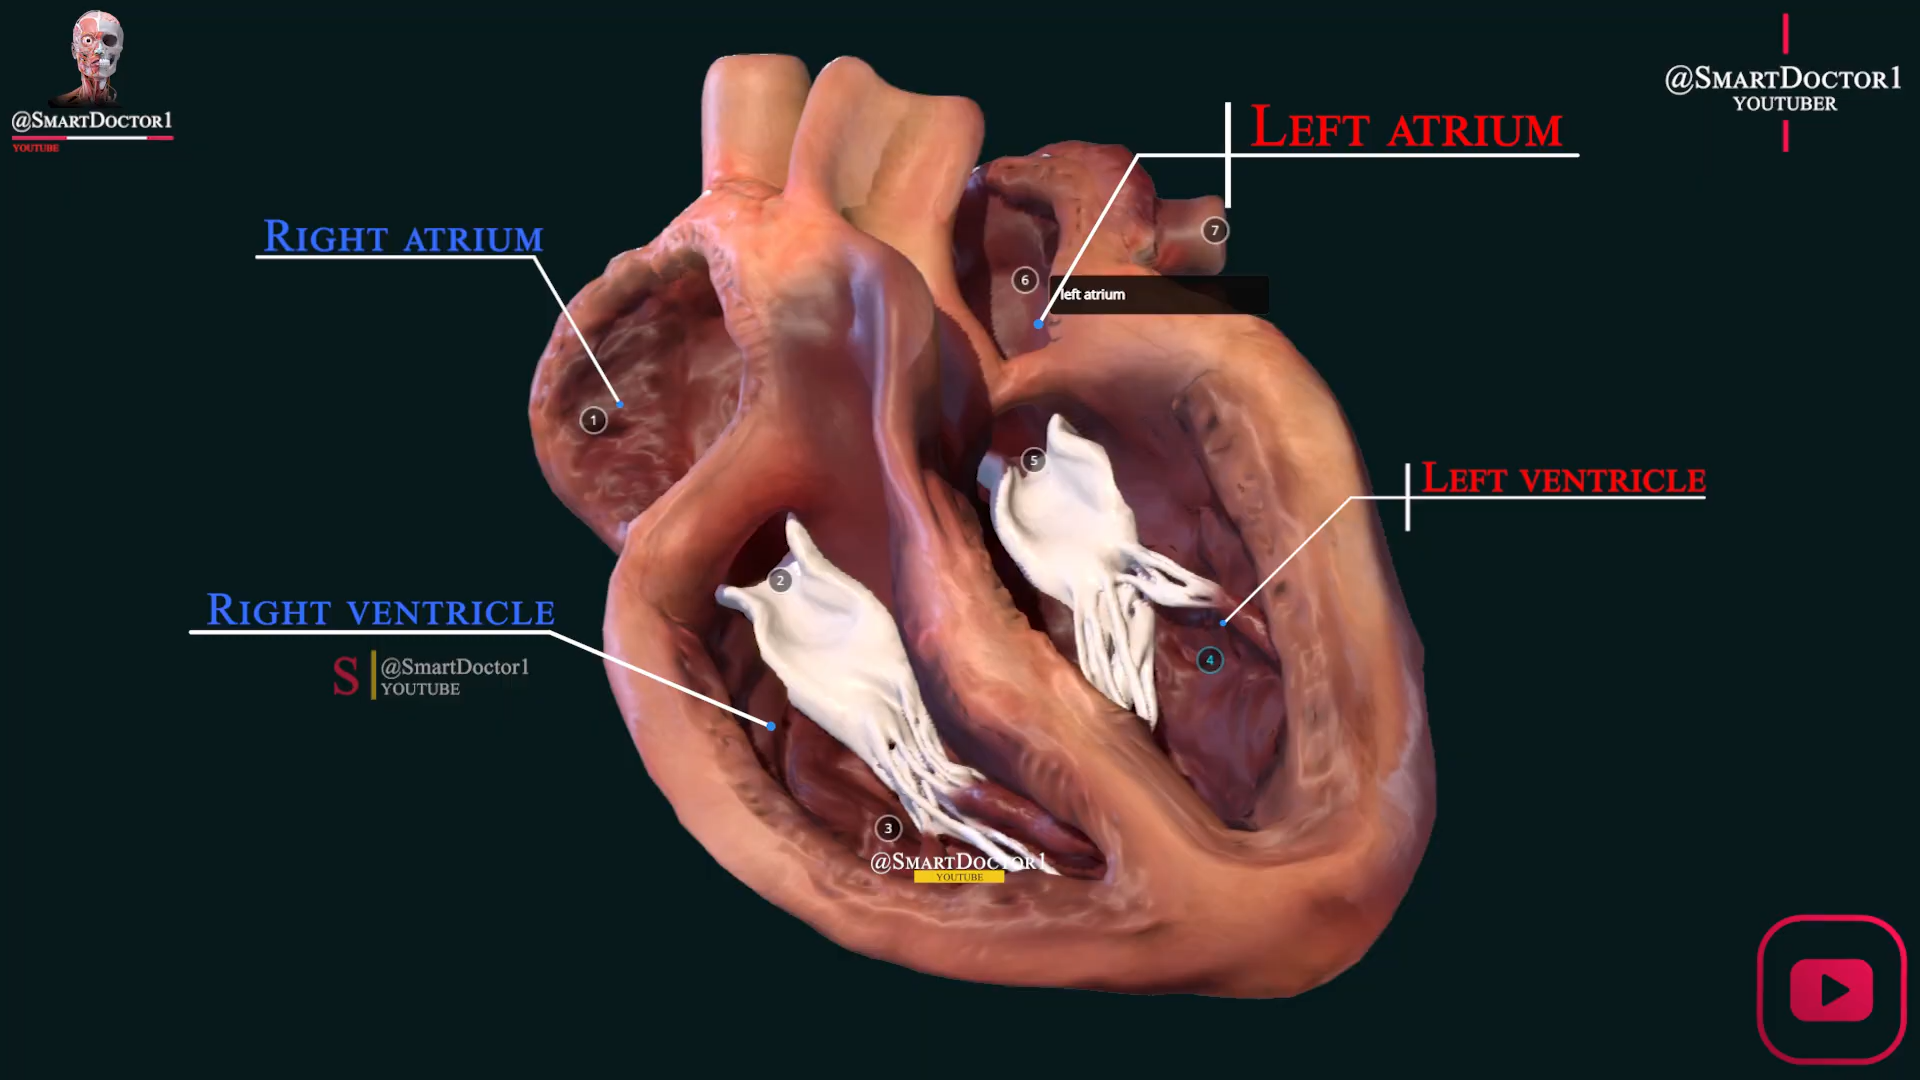 @SmartDoctor1
YOUTUBE
@SmartDoctor1
YOUTUBER
Left atrium
Right atrium
7
6
left atrium
1
5
Left ventricle
2
Right ventricle
S
@SmartDoctor1
YOUTUBE
4
3
@SmartDoctor1
YOUTUBE